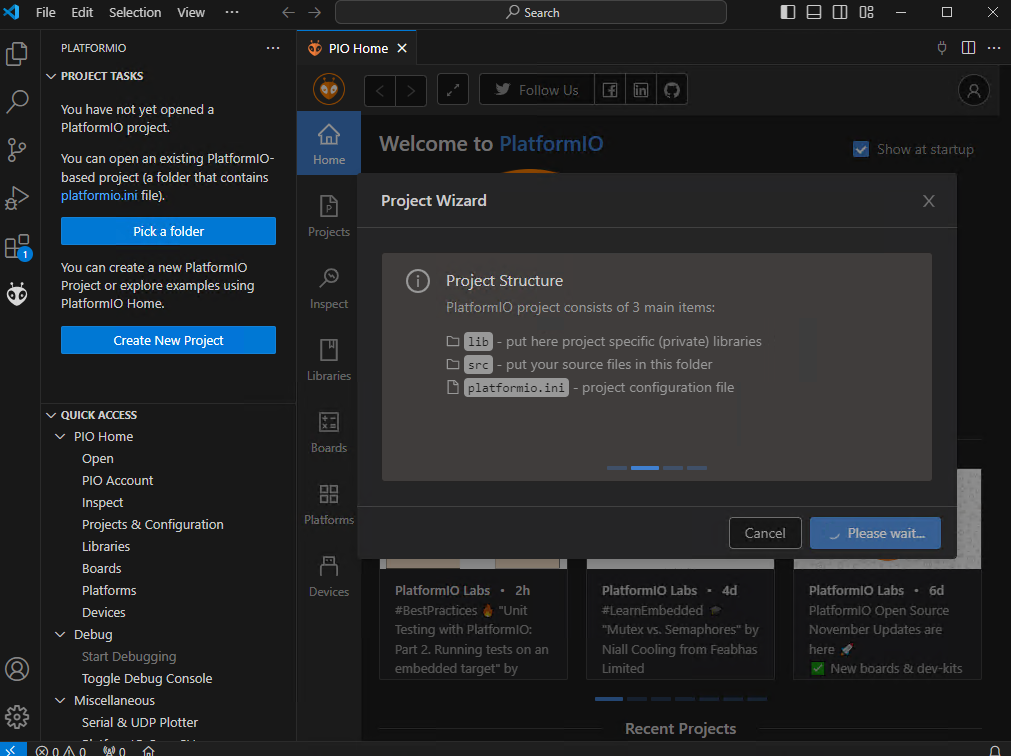 File Edit Selection View ··· Search
PLATFORMIO ···
PIO Home
PROJECT TASKS
You have not yet opened a
PlatformIO project.
You can open an existing PlatformIO-
based project (a folder that contains
platformio.ini file).
Pick a folder
You can create a new PlatformIO
Project or explore examples using
PlatformIO Home.
Create New Project
QUICK ACCESS
PIO Home
Open
PIO Account
Inspect
Projects & Configuration
Libraries
Boards
Platforms
Devices
Debug
Start Debugging
Toggle Debug Console
Miscellaneous
Serial & UDP Plotter
1
Follow Us
Home
Projects
Inspect
Libraries
Boards
Platforms
Devices
Welcome to PlatformIO
Show at startup
Project Wizard
Project Structure
PlatformIO project consists of 3 main items:
lib - put here project specific (private) libraries
src - put your source files in this folder
platformio.ini - project configuration file
Cancel
Please wait...
PlatformIO Labs • 2h
#BestPractices 🔥 "Unit
Testing with PlatformIO:
Part 2. Running tests on an
embedded target" by
PlatformIO Labs • 4d
#LearnEmbedded 🎓
"Mutex vs. Semaphores" by
Niall Cooling from Feabhas
Limited
PlatformIO Labs • 6d
PlatformIO Open Source
November Updates are
here 🚀
✅ New boards & dev-kits
Recent Projects
0 0 0